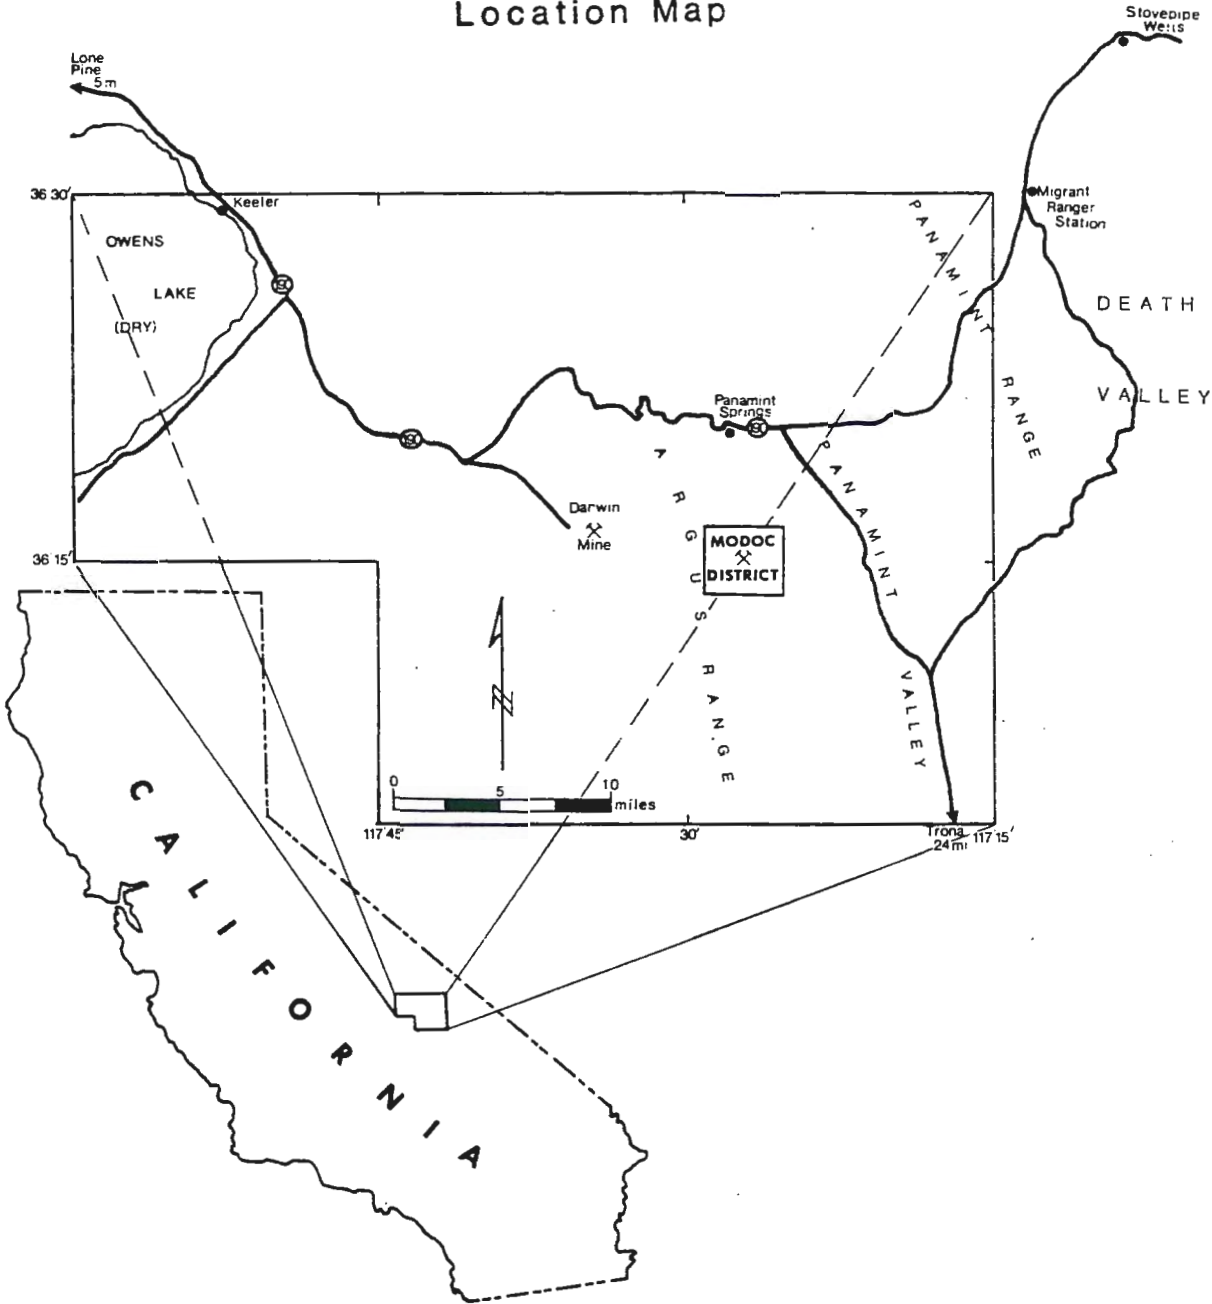 Location Map
Stovepipe
Wells
Lone
Pine
5m
36 30'
Keeler
Migrant
Ranger
Station
OWENS
LAKE
(DRY)
PANAMINT
RANGE
DEATH
VALLEY
190
190
Panamint
Springs
190
ARGUS
RANGE
PANAMINT
VALLEY
Darwin
Mine
MODOC
DISTRICT
36 15'
N
0 5 10
miles
117 45'
30'
Trona
24 mi
117 15'
CALIFORNIA